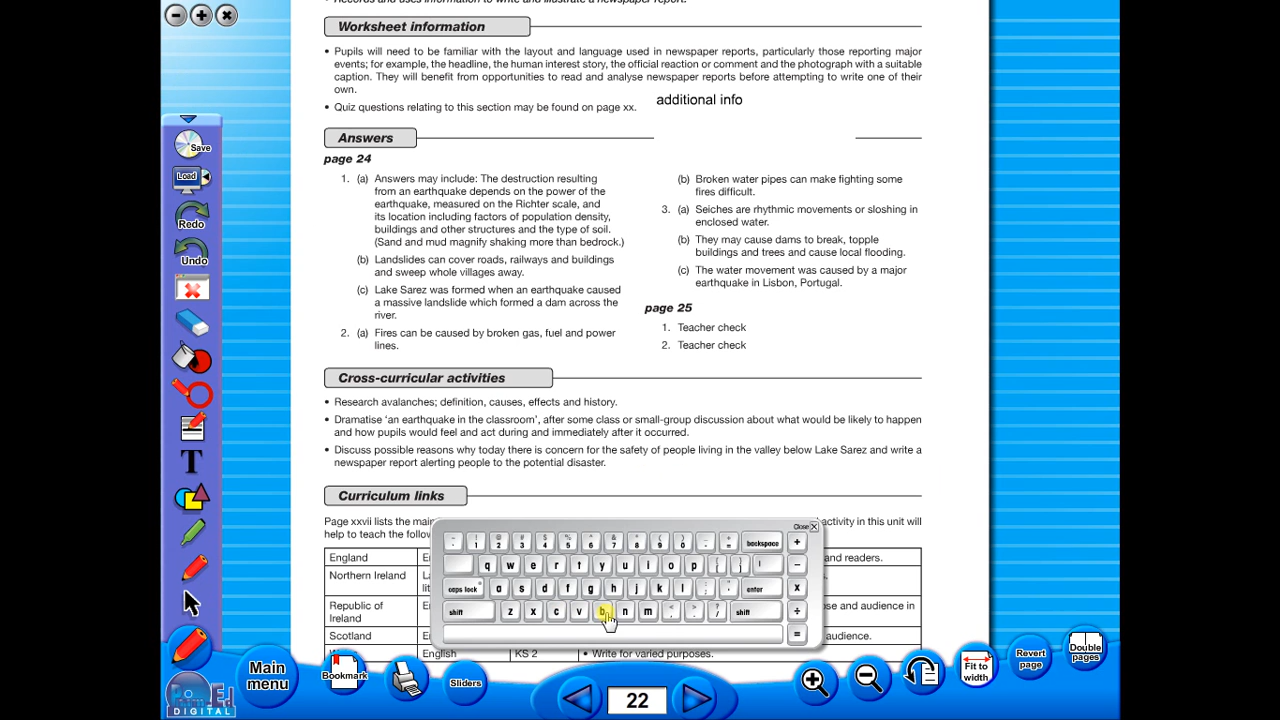 Records and uses information to write and illustrate a newspaper report.
Worksheet information
• Pupils will need to be familiar with the layout and language used in newspaper reports, particularly those reporting major
events; for example, the headline, the human interest story, the official reaction or comment and the photograph with a suitable
caption. They will benefit from opportunities to read and analyse newspaper reports before attempting to write one of their
own.
• Quiz questions relating to this section may be found on page xx.
additional info
Answers
page 24
1. (a) Answers may include: The destruction resulting
from an earthquake depends on the power of the
earthquake, measured on the Richter scale, and
its location including factors of population density,
buildings and other structures and the type of soil.
(Sand and mud magnify shaking more than bedrock.)
(b) Landslides can cover roads, railways and buildings
and sweep whole villages away.
(c) Lake Sarez was formed when an earthquake caused
a massive landslide which formed a dam across the
river.
2. (a) Fires can be caused by broken gas, fuel and power
lines.
(b) Broken water pipes can make fighting some
fires difficult.
3. (a) Seiches are rhythmic movements or sloshing in
enclosed water.
(b) They may cause dams to break, topple
buildings and trees and cause local flooding.
(c) The water movement was caused by a major
earthquake in Lisbon, Portugal.
page 25
1. Teacher check
2. Teacher check
Cross-curricular activities
• Research avalanches; definition, causes, effects and history.
• Dramatise ‘an earthquake in the classroom’, after some class or small-group discussion about what would be likely to happen
and how pupils would feel and act during and immediately after it occurred.
• Discuss possible reasons why today there is concern for the safety of people living in the valley below Lake Sarez and write a
newspaper report alerting people to the potential disaster.
Curriculum links
Page xxvii lists the main activity in this unit will
help to teach the
England and readers.
Northern Ireland
Republic of
Ireland and audience in
Scotland audience.
KS 2 • Write for varied purposes.
Close X
backspace
q w e r t y u i o p
caps lock a s d f g h j k l enter
shift z x c v b n m shift
Save
Load
Redo
Undo
T
Main
menu
Bookmark
Sliders
22
Fit to
width
Revert
page
Double
pages
DIGITAL